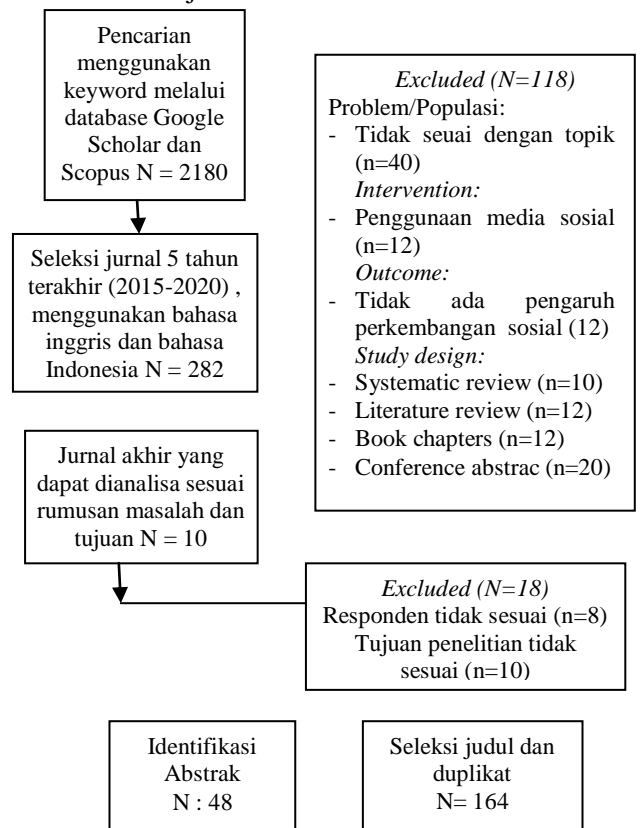 Pencarian
menggunakan
keyword melalui
database Google
Scholar dan
Scopus N = 2180
Excluded (N=118)
Problem/Populasi:
- Tidak seuai dengan topik
(n=40)
Intervention:
- Penggunaan media sosial
(n=12)
Outcome:
- Tidak ada pengaruh
perkembangan sosial (12)
Study design:
- Systematic review (n=10)
- Literature review (n=12)
- Book chapters (n=12)
- Conference abstrac (n=20)
Seleksi jurnal 5 tahun
terakhir (2015-2020) ,
menggunakan bahasa
inggris dan bahasa
Indonesia N = 282
Jurnal akhir yang
dapat dianalisa sesuai
rumusan masalah dan
tujuan N = 10
Excluded (N=18)
Responden tidak sesuai (n=8)
Tujuan penelitian tidak
sesuai (n=10)
Identifikasi
Abstrak
N : 48
Seleksi judul dan
duplikat
N= 164